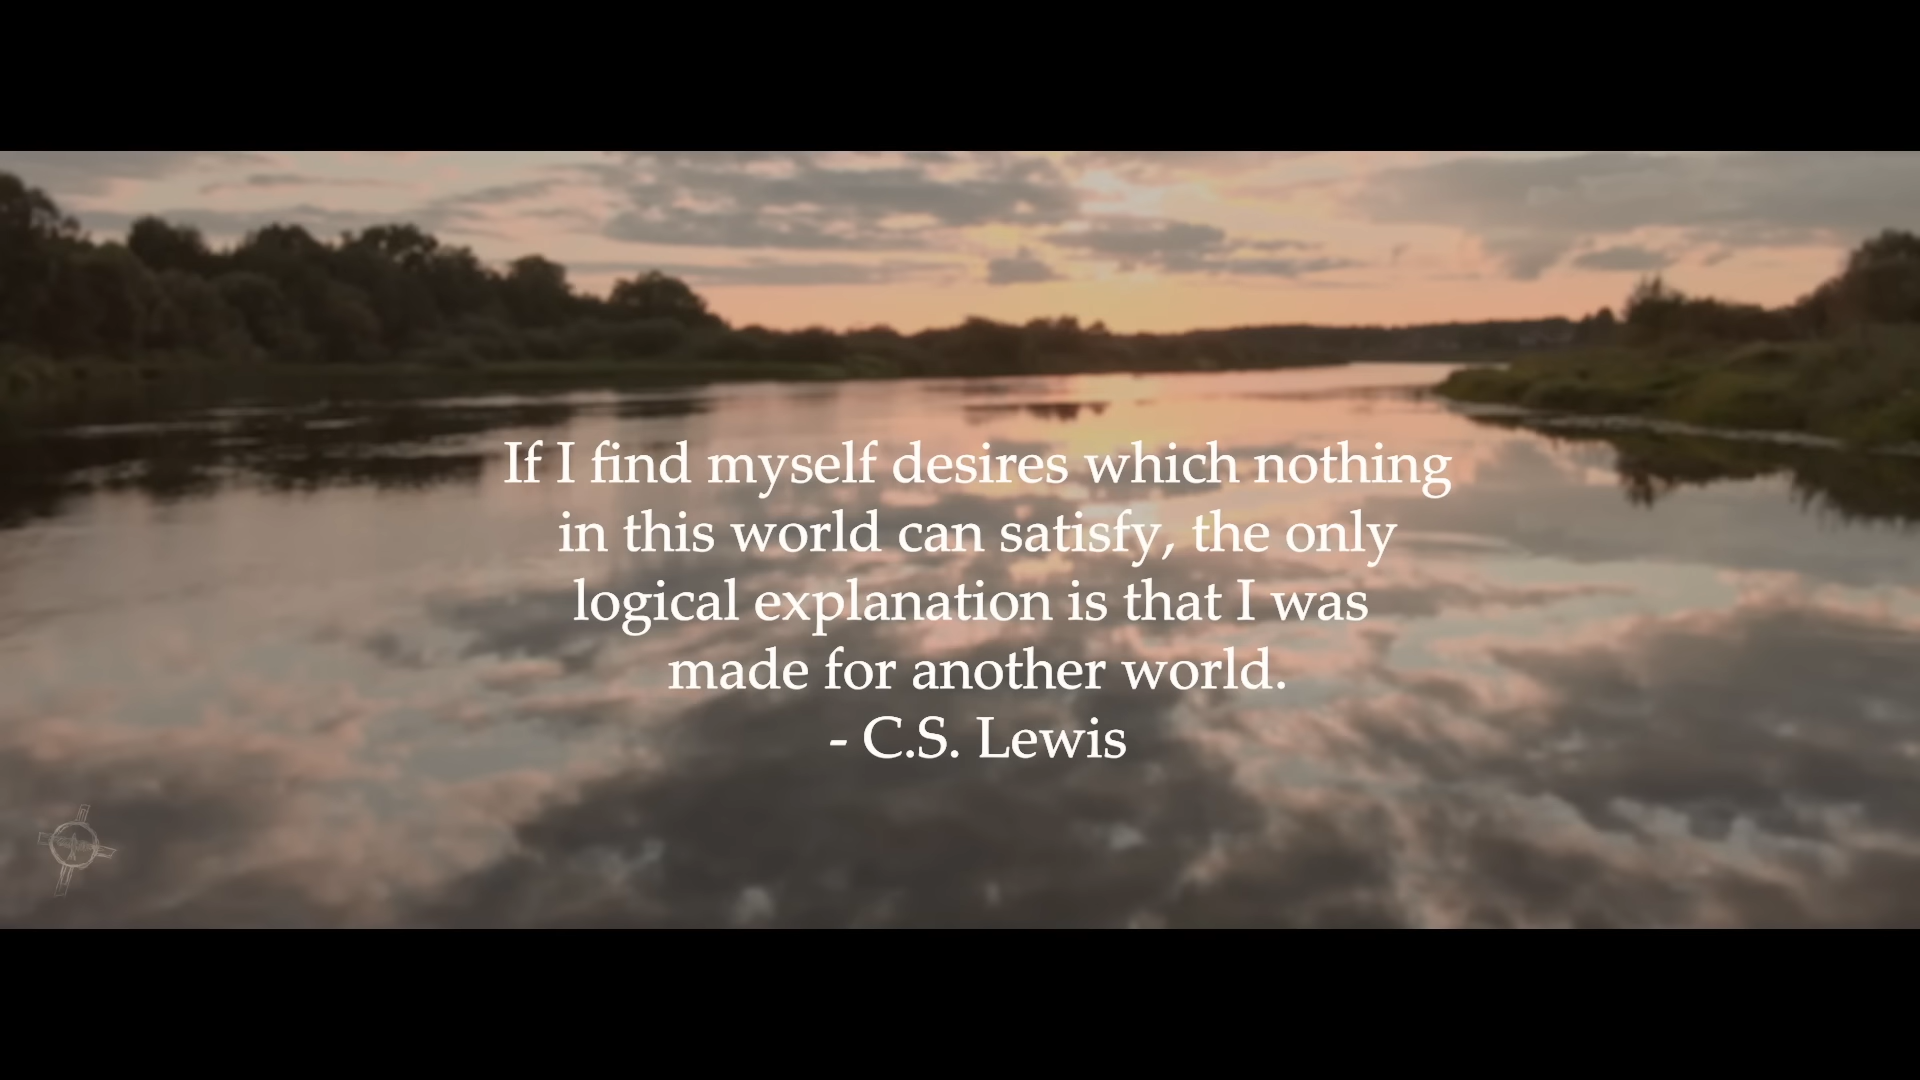 If I find myself desires which nothing
in this world can satisfy, the only
logical explanation is that I was
made for another world.
- C.S. Lewis